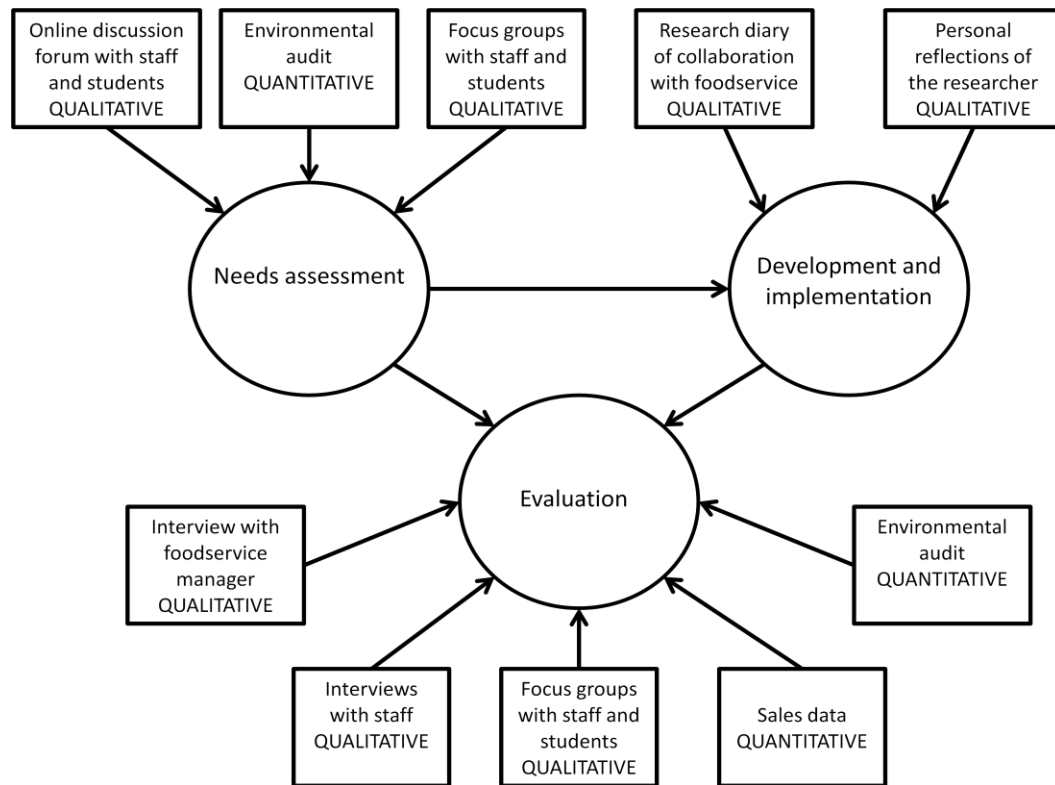 Online discussion
forum with staff
and students
QUALITATIVE
Environmental
audit
QUANTITATIVE
Focus groups
with staff and
students
QUALITATIVE
Research diary
of collaboration
with foodservice
QUALITATIVE
Personal
reflections of
the researcher
QUALITATIVE
Needs assessment
Development and
implementation
Evaluation
Interview with
foodservice
manager
QUALITATIVE
Environmental
audit
QUANTITATIVE
Interviews
with staff
QUALITATIVE
Focus groups
with staff and
students
QUALITATIVE
Sales data
QUANTITATIVE